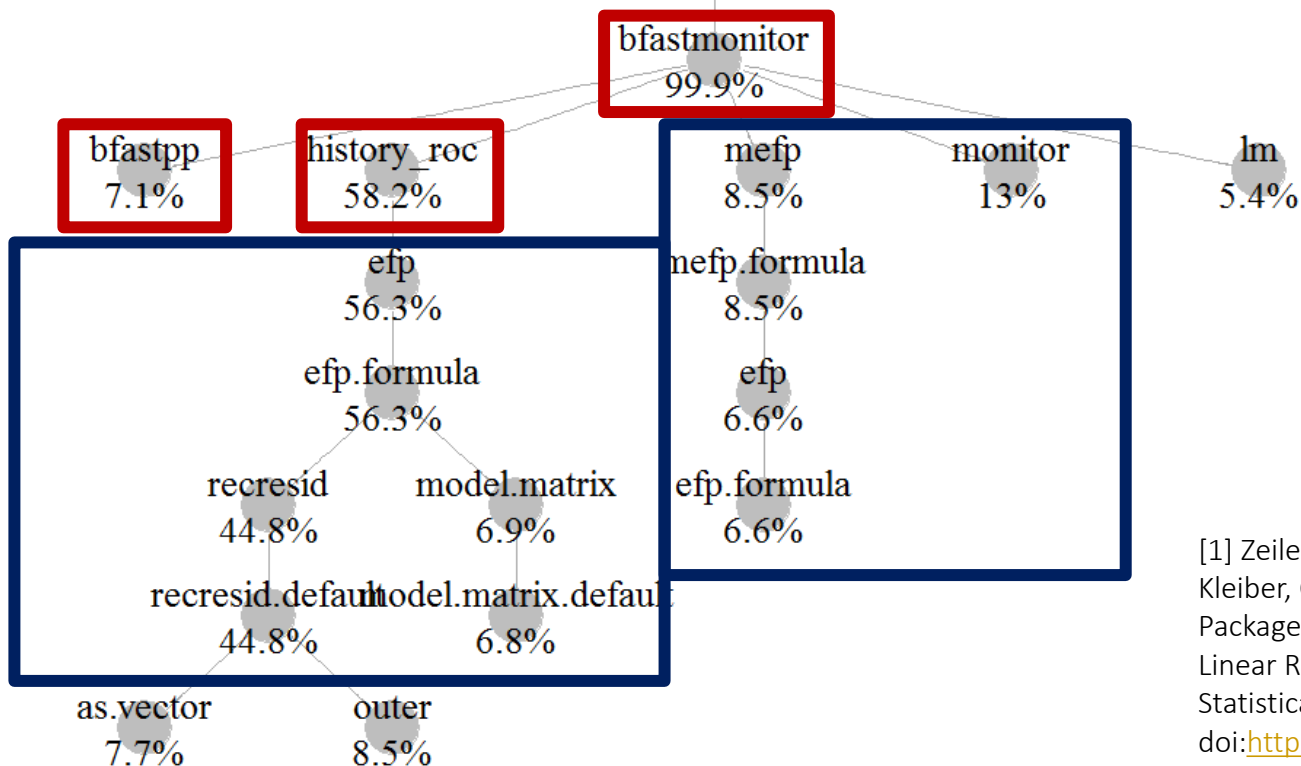 bfastmonitor
99.9%
bfastpp
7.1%
history_roc
58.2%
mefp
8.5%
monitor
13%
lm
5.4%
efp
56.3%
mefp.formula
8.5%
efp.formula
56.3%
efp
6.6%
recresid
44.8%
model.matrix
6.9%
efp.formula
6.6%
recresid.default
44.8%
model.matrix.default
6.8%
as.vector
7.7%
outer
8.5%
[1] Zeile
Kleiber,
Package
Linear R
Statistica
doi:http